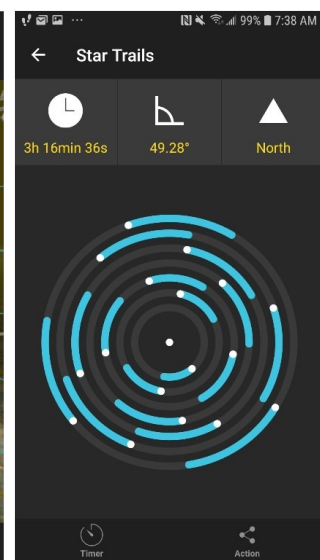 99% 7:38 AM
Star Trails
3h 16min 36s
49.28°
North
Timer
Action